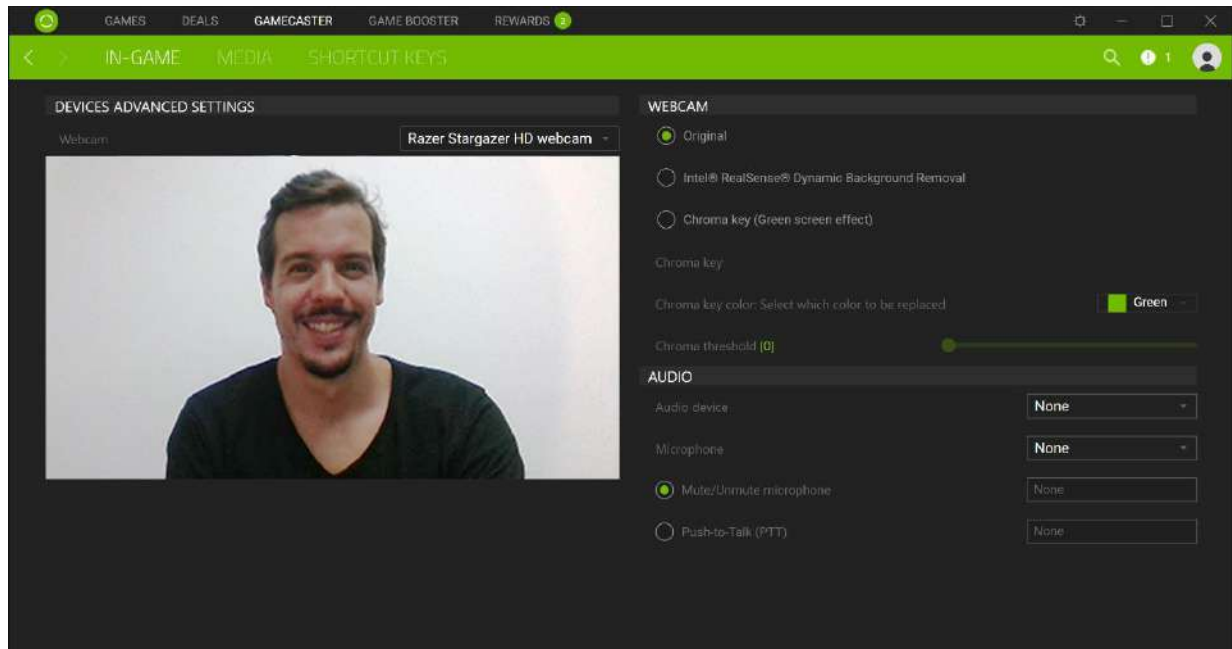 GAMES DEALS GAMECASTER GAME BOOSTER REWARDS 2
IN-GAME MEDIA SHORTCUT KEYS 1
DEVICES ADVANCED SETTINGS
Webcam Razer Stargazer HD webcam
WEBCAM
Original
Intel® RealSense® Dynamic Background Removal
Chroma key (Green screen effect)
Chroma key
Chroma key color: Select which color to be replaced Green
Chroma threshold [0]
AUDIO
Audio device None
Microphone None
Mute/Unmute microphone None
Push-to-Talk (PTT) None